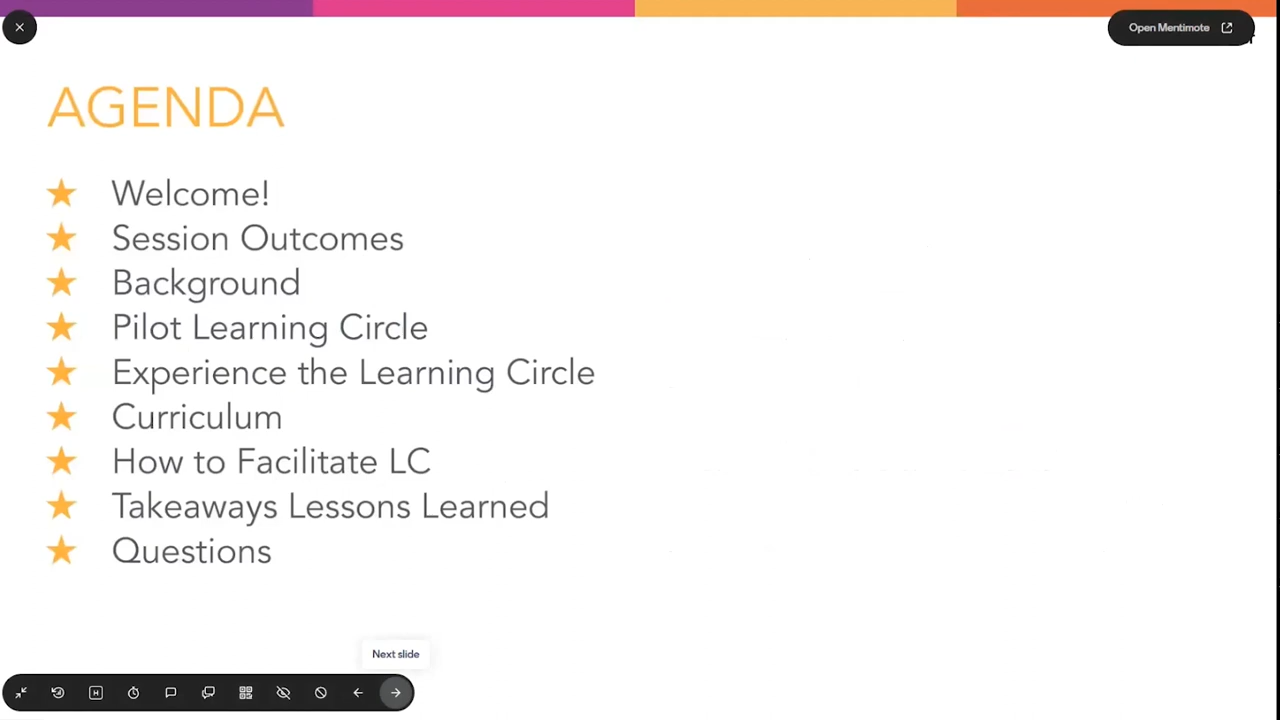 Open Mentimote
AGENDA
Welcome!
Session Outcomes
Background
Pilot Learning Circle
Experience the Learning Circle
Curriculum
How to Facilitate LC
Takeaways Lessons Learned
Questions
Next slide
H